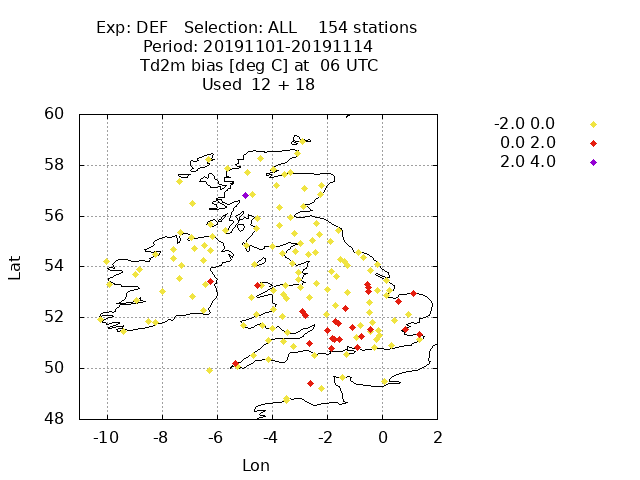 Exp: DEF Selection: ALL 154 stations
Period: 20191101-20191114
Td2m bias [deg C] at 06 UTC
Used 12 + 18
-2.0 0.0
0.0 2.0
2.0 4.0
60
58
56
54
52
50
48
Lat
-10 -8 -6 -4 -2 0 2
Lon